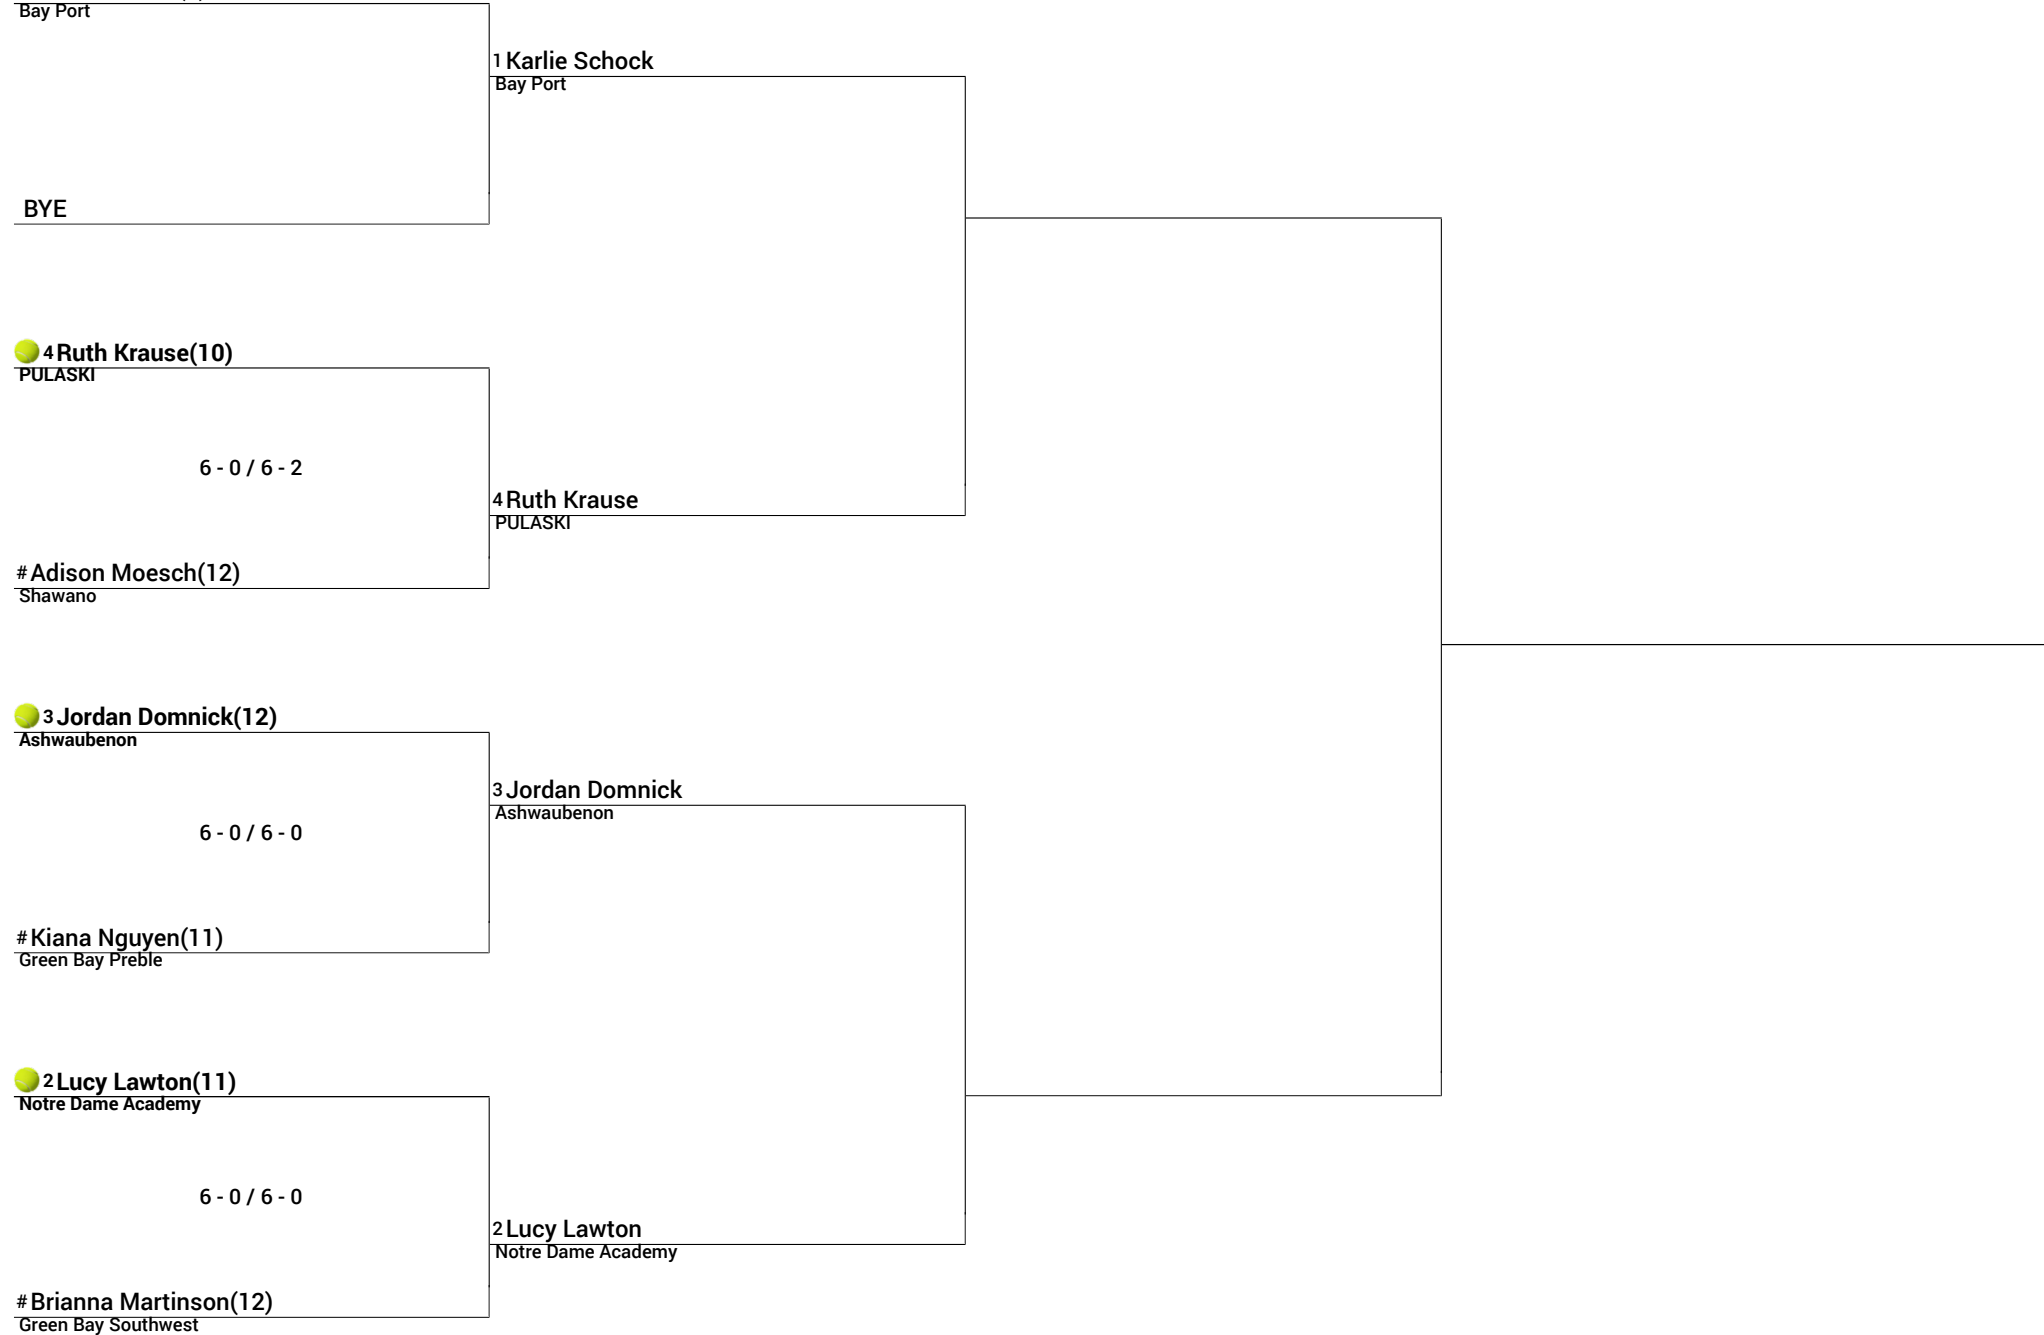 Bay Port
1 Karlie Schock
Bay Port
BYE
4 Ruth Krause(10)
PULASKI
6 - 0 / 6 - 2
4 Ruth Krause
PULASKI
# Adison Moesch(12)
Shawano
3 Jordan Domnick(12)
Ashwaubenon
3 Jordan Domnick
Ashwaubenon
6 - 0 / 6 - 0
# Kiana Nguyen(11)
Green Bay Preble
2 Lucy Lawton(11)
Notre Dame Academy
6 - 0 / 6 - 0
2 Lucy Lawton
Notre Dame Academy
# Brianna Martinson(12)
Green Bay Southwest